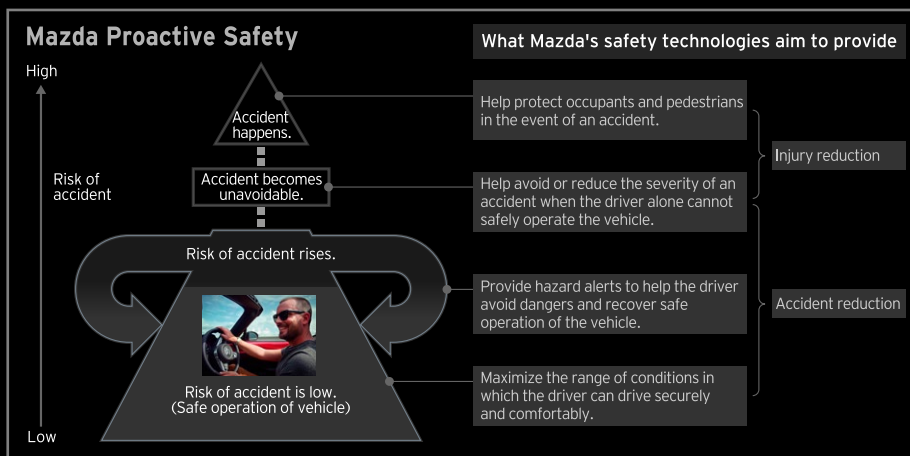 Mazda Proactive Safety
What Mazda's safety technologies aim to provide
High
Risk of
accident
Low
Accident
happens.
Accident becomes
unavoidable.
Risk of accident rises.
Risk of accident is low.
(Safe operation of vehicle)
Help protect occupants and pedestrians
in the event of an accident.
Help avoid or reduce the severity of an
accident when the driver alone cannot
safely operate the vehicle.
Provide hazard alerts to help the driver
avoid dangers and recover safe
operation of the vehicle.
Maximize the range of conditions in
which the driver can drive securely
and comfortably.
Injury reduction
Accident reduction